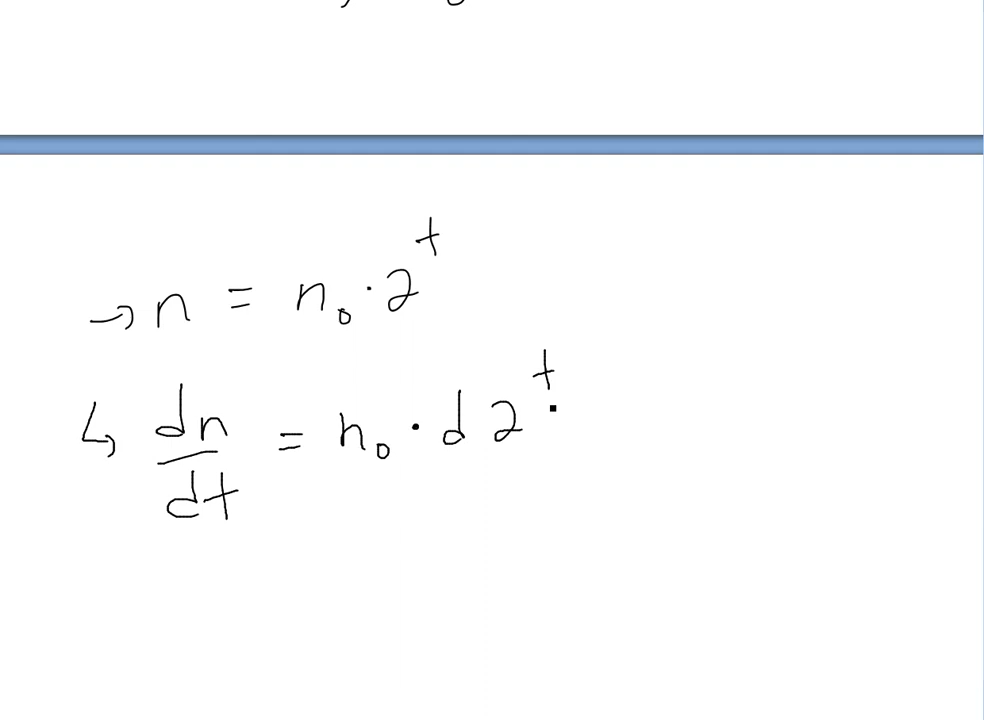 → n = n₀ · 2^t
↳ dn/dt = n₀ · d 2^t